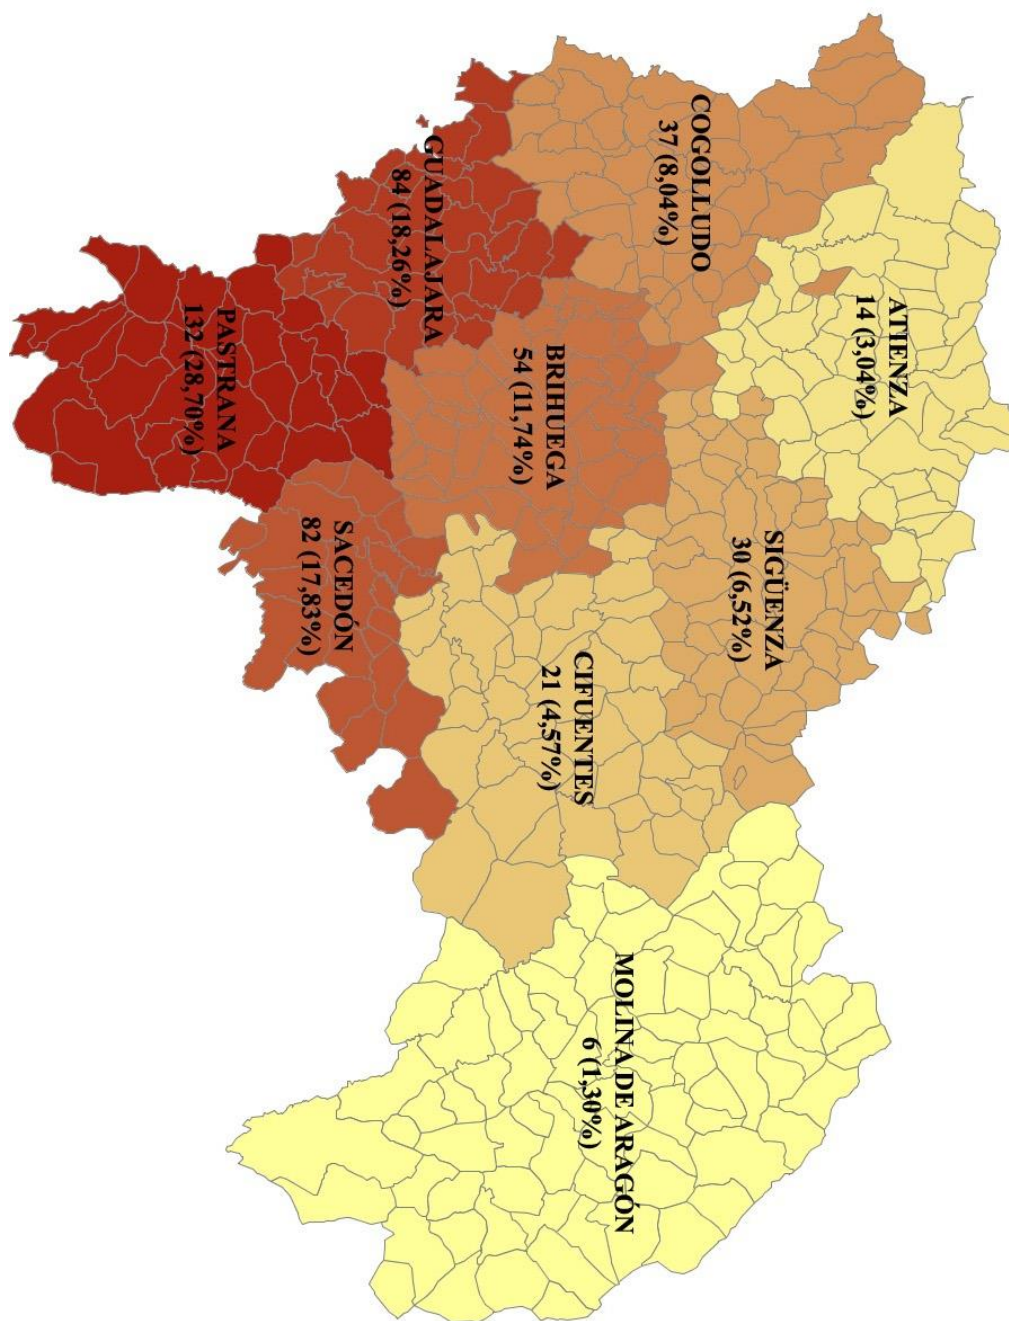 ATIENZA
14 (3,04%)
SIGÜENZA
30 (6,52%)
COGOLLUDO
37 (8,04%)
MOLINA DE ARAGÓN
6 (1,30%)
CIFUENTES
21 (4,57%)
BRIHUEGA
54 (11,74%)
GUADALAJARA
84 (18,26%)
SACEDÓN
82 (17,83%)
PASTRANA
132 (28,70%)